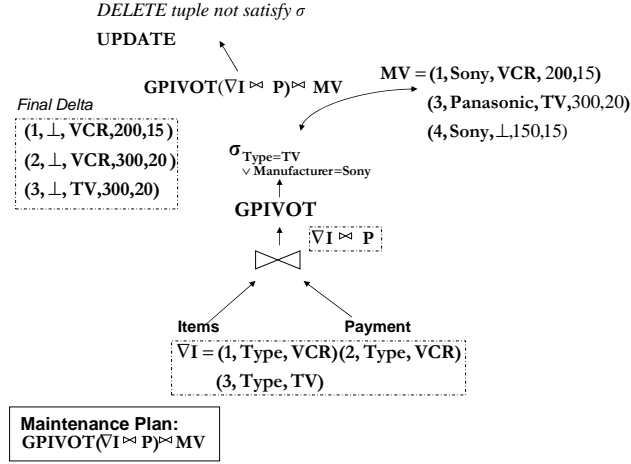 DELETE tuple not satisfy σ
UPDATE
GPIVOT(∇I ⋈ P)⋈ MV
MV = (1, Sony, VCR, 200,15)
(3, Panasonic, TV,300,20)
(4, Sony,⊥,150,15)
Final Delta
(1, ⊥, VCR,200,15 )
(2, ⊥, VCR,300,20)
(3, ⊥, TV,300,20)
σ Type=TV
∨ Manufacturer=Sony
GPIVOT
∇I ⋈ P
Items
Payment
∇I = (1, Type, VCR)(2, Type, VCR)
(3, Type, TV)
Maintenance Plan:
GPIVOT(∇I ⋈ P)⋈ MV